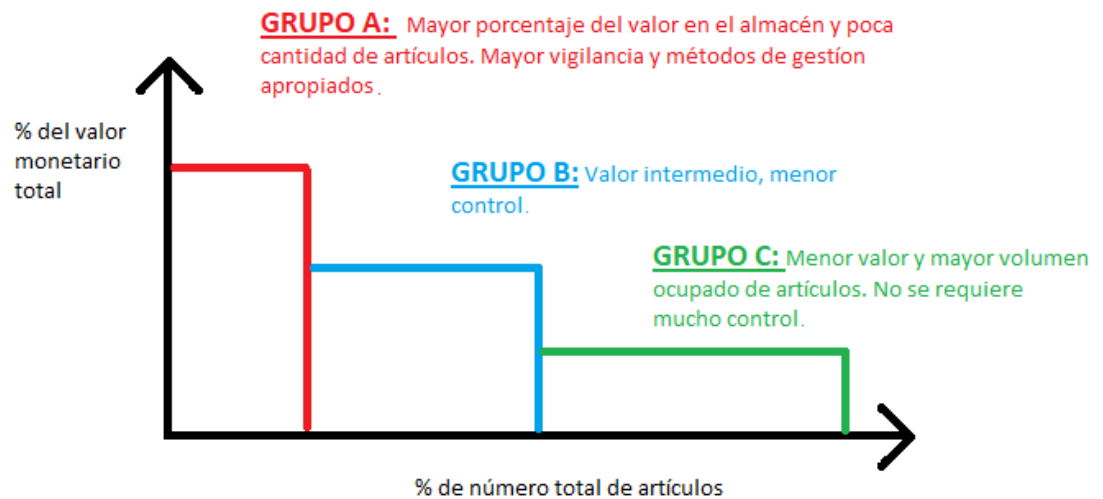 GRUPO A: Mayor porcentaje del valor en el almacén y poca
cantidad de artículos. Mayor vigilancia y métodos de gestíon
apropiados.
% del valor
monetario
total
GRUPO B: Valor intermedio, menor
control.
GRUPO C: Menor valor y mayor volumen
ocupado de artículos. No se requiere
mucho control.
% de número total de artículos